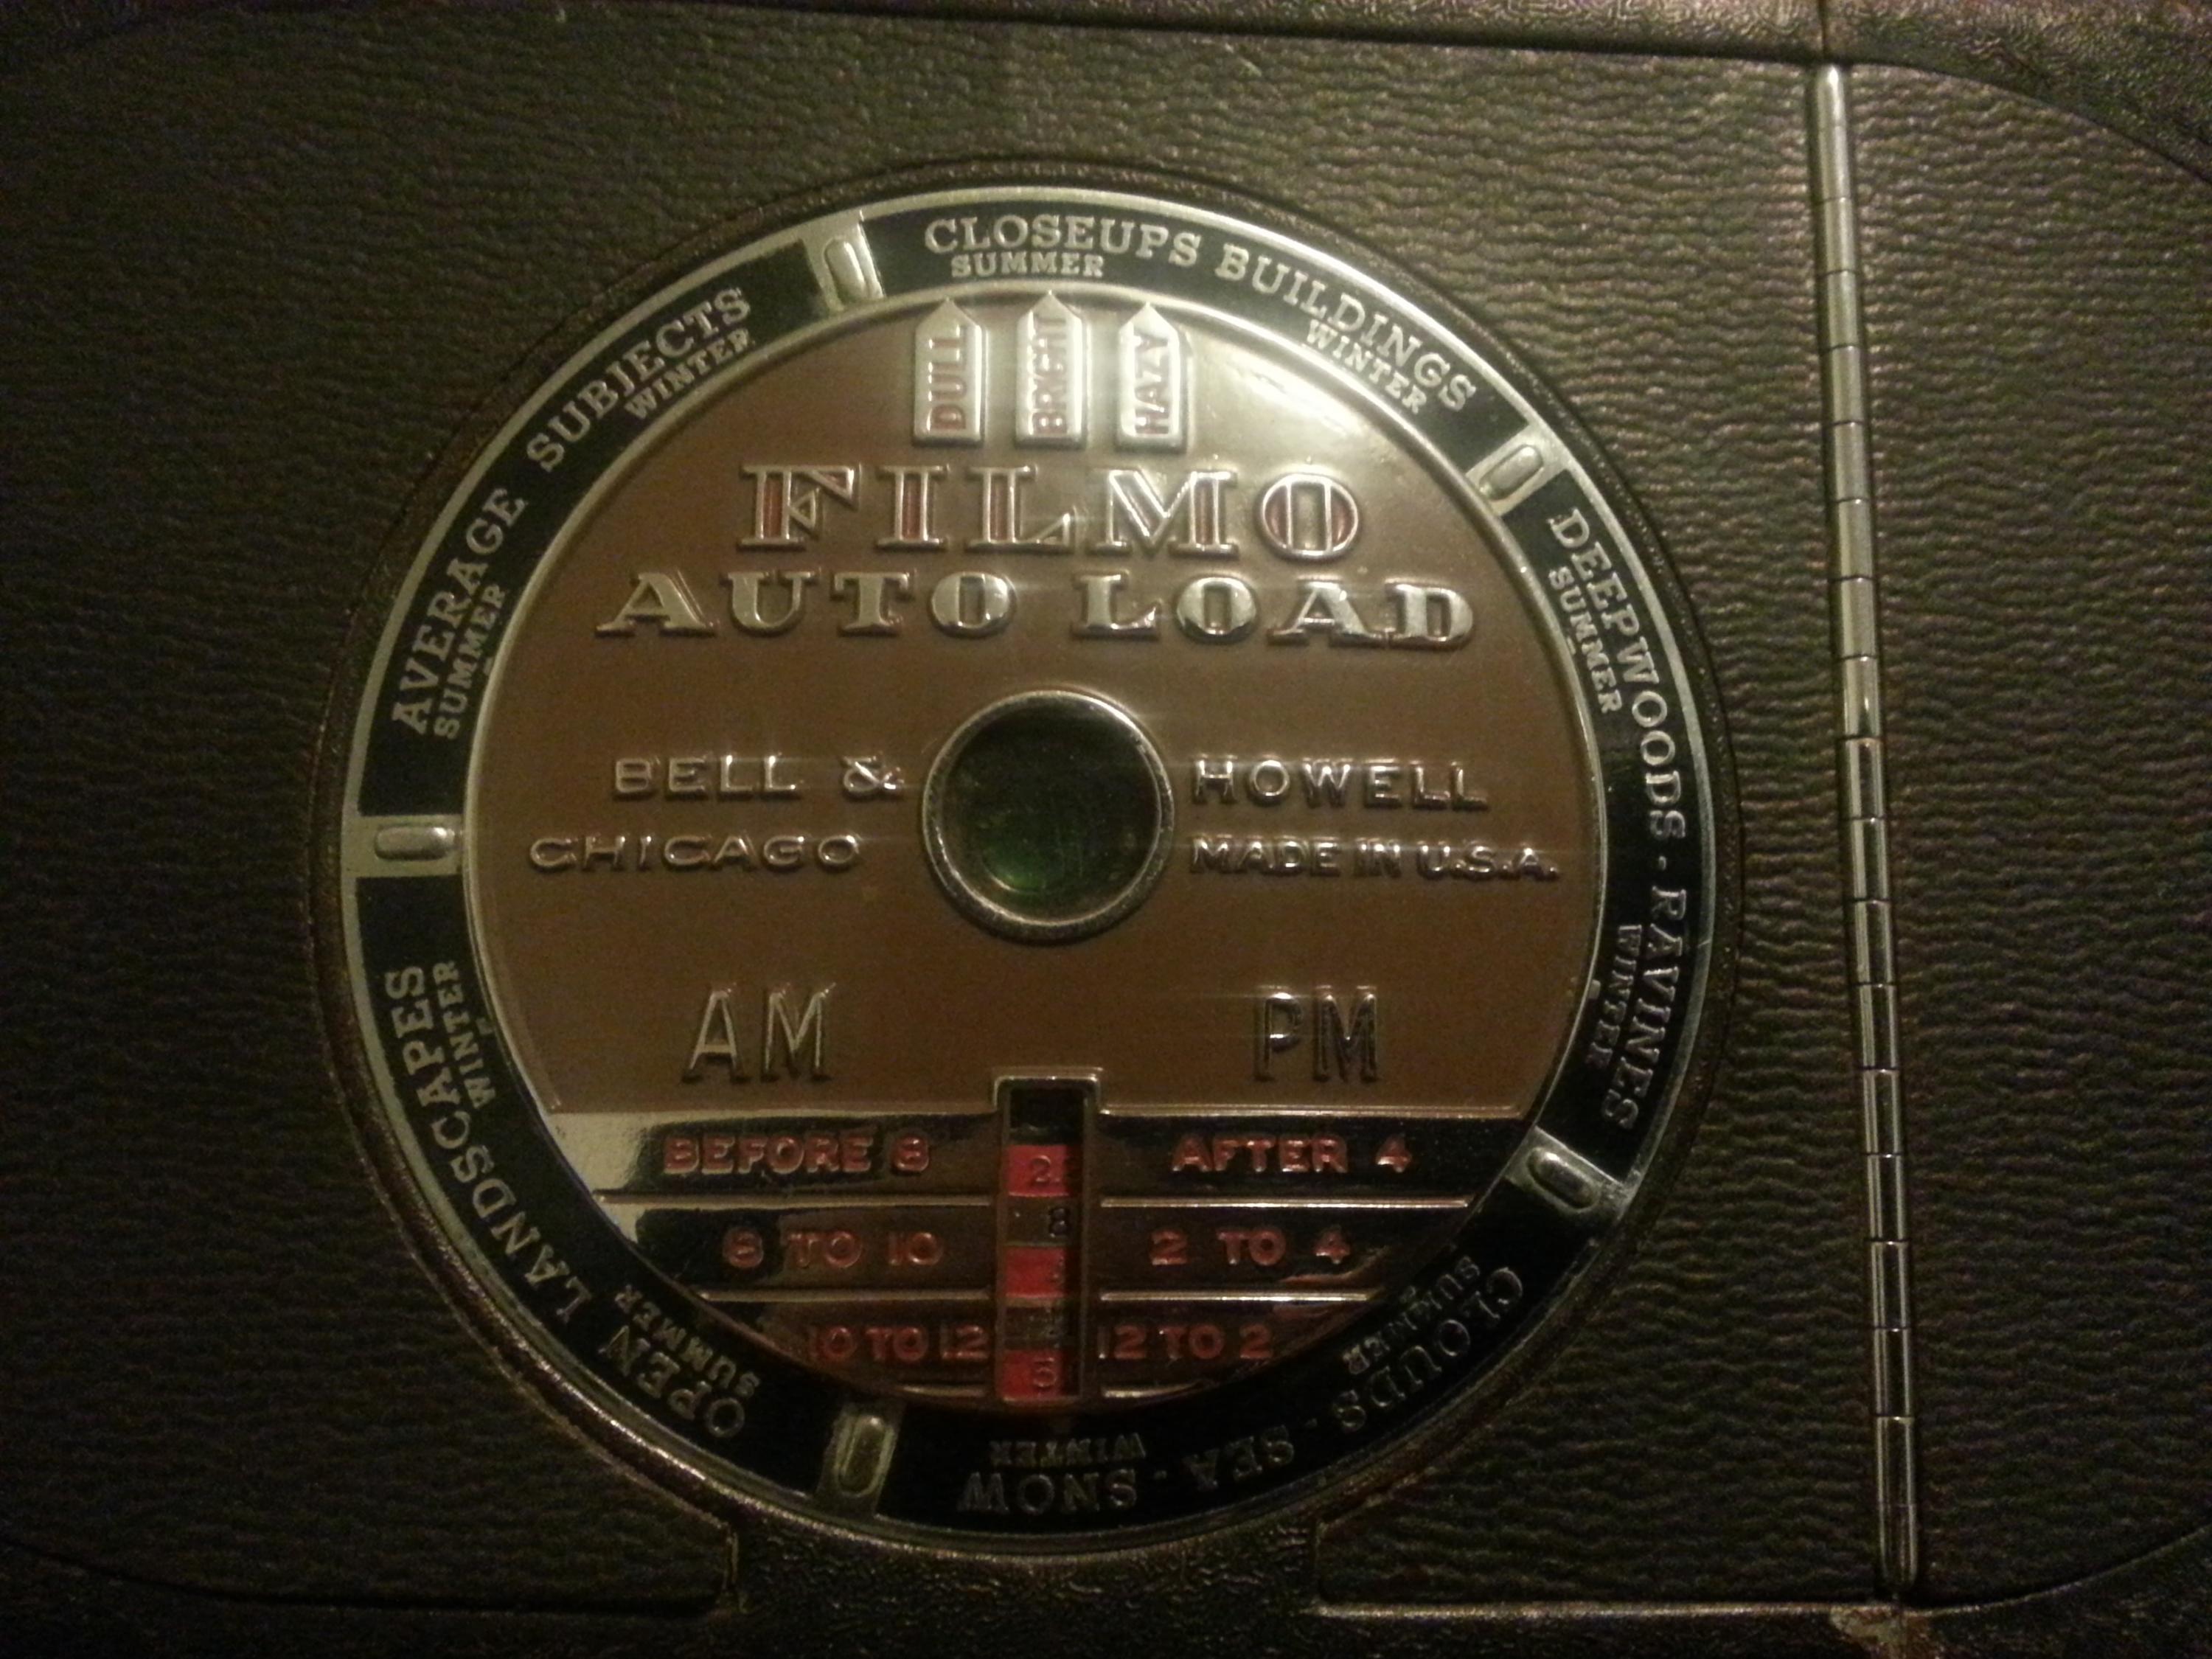 CLOSEUPS BUILDINGS
SUMMER WINTER
AVERAGE SUBJECTS
SUMMER WINTER
DEEPWOODS - RAVINES
SUMMER WINTER
OPEN LANDSCAPES
SUMMER WINTER
CLOUDS - SEA - SNOW
SUMMER WINTER
DULL BRIGHT HAZY
FILMO
AUTO LOAD
BELL & HOWELL
CHICAGO MADE IN U.S.A.
AM PM
BEFORE 8 2 AFTER 4
8 TO 10 8 2 TO 4
10 TO 12 12 TO 2